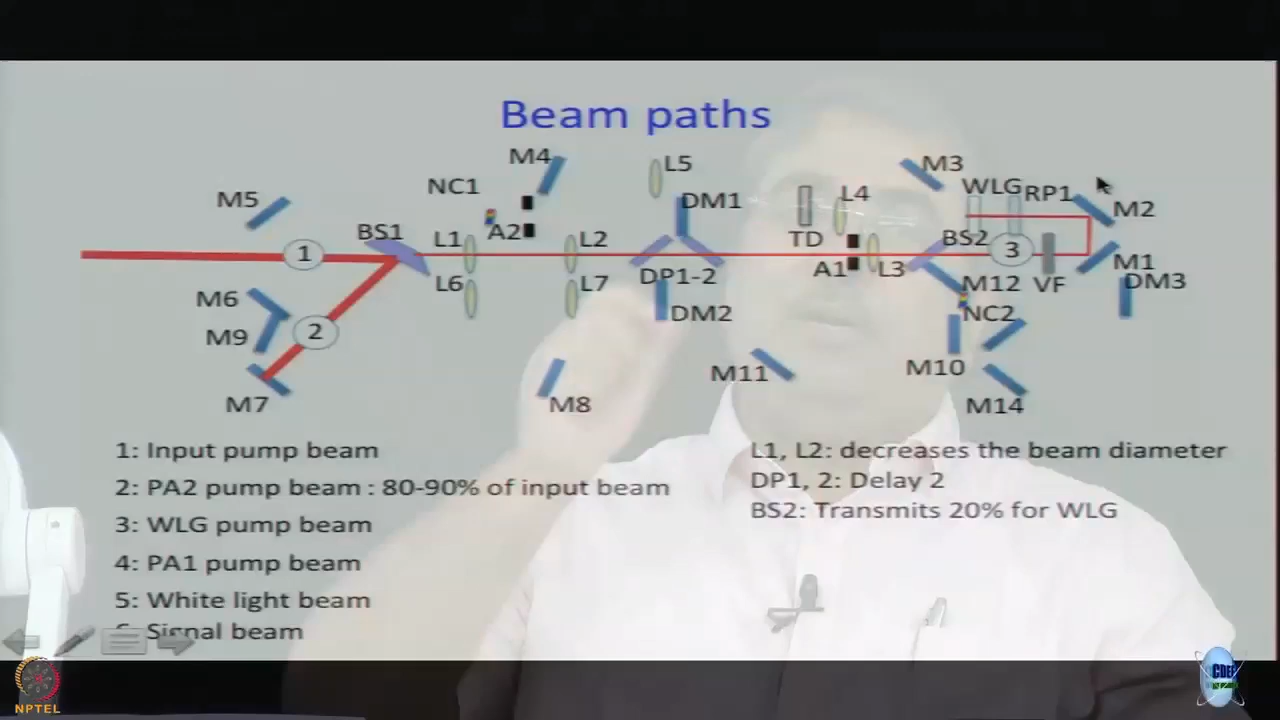 Beam paths
M4
L5
M3
NC1
WLG
RP1
M5
A2
DM1
L4
M2
BS1
L1
L2
TD
BS2
1
3
DP1-2
A1
L3
M1
L6
L7
M12
VF
DM3
M6
DM2
NC2
M9
2
M11
M10
M7
M8
M14
1: Input pump beam
2: PA2 pump beam : 80-90% of input beam
3: WLG pump beam
4: PA1 pump beam
5: White light beam
6: Signal beam
L1, L2: decreases the beam diameter
DP1, 2: Delay 2
BS2: Transmits 20% for WLG
NPTEL
CDEEP